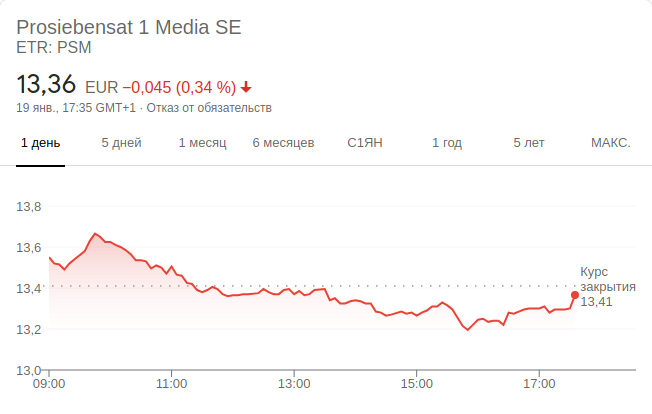 Prosiebensat 1 Media SE
ETR: PSM
13,36 EUR −0,045 (0,34 %)
19 янв., 17:35 GMT+1 · Отказ от обязательств
1 день 5 дней 1 месяц 6 месяцев С1ЯН 1 год 5 лет МАКС.
13,8
13,6
Курс
13,4 закрытия
13,41
13,2
13,0
09:00 11:00 13:00 15:00 17:00